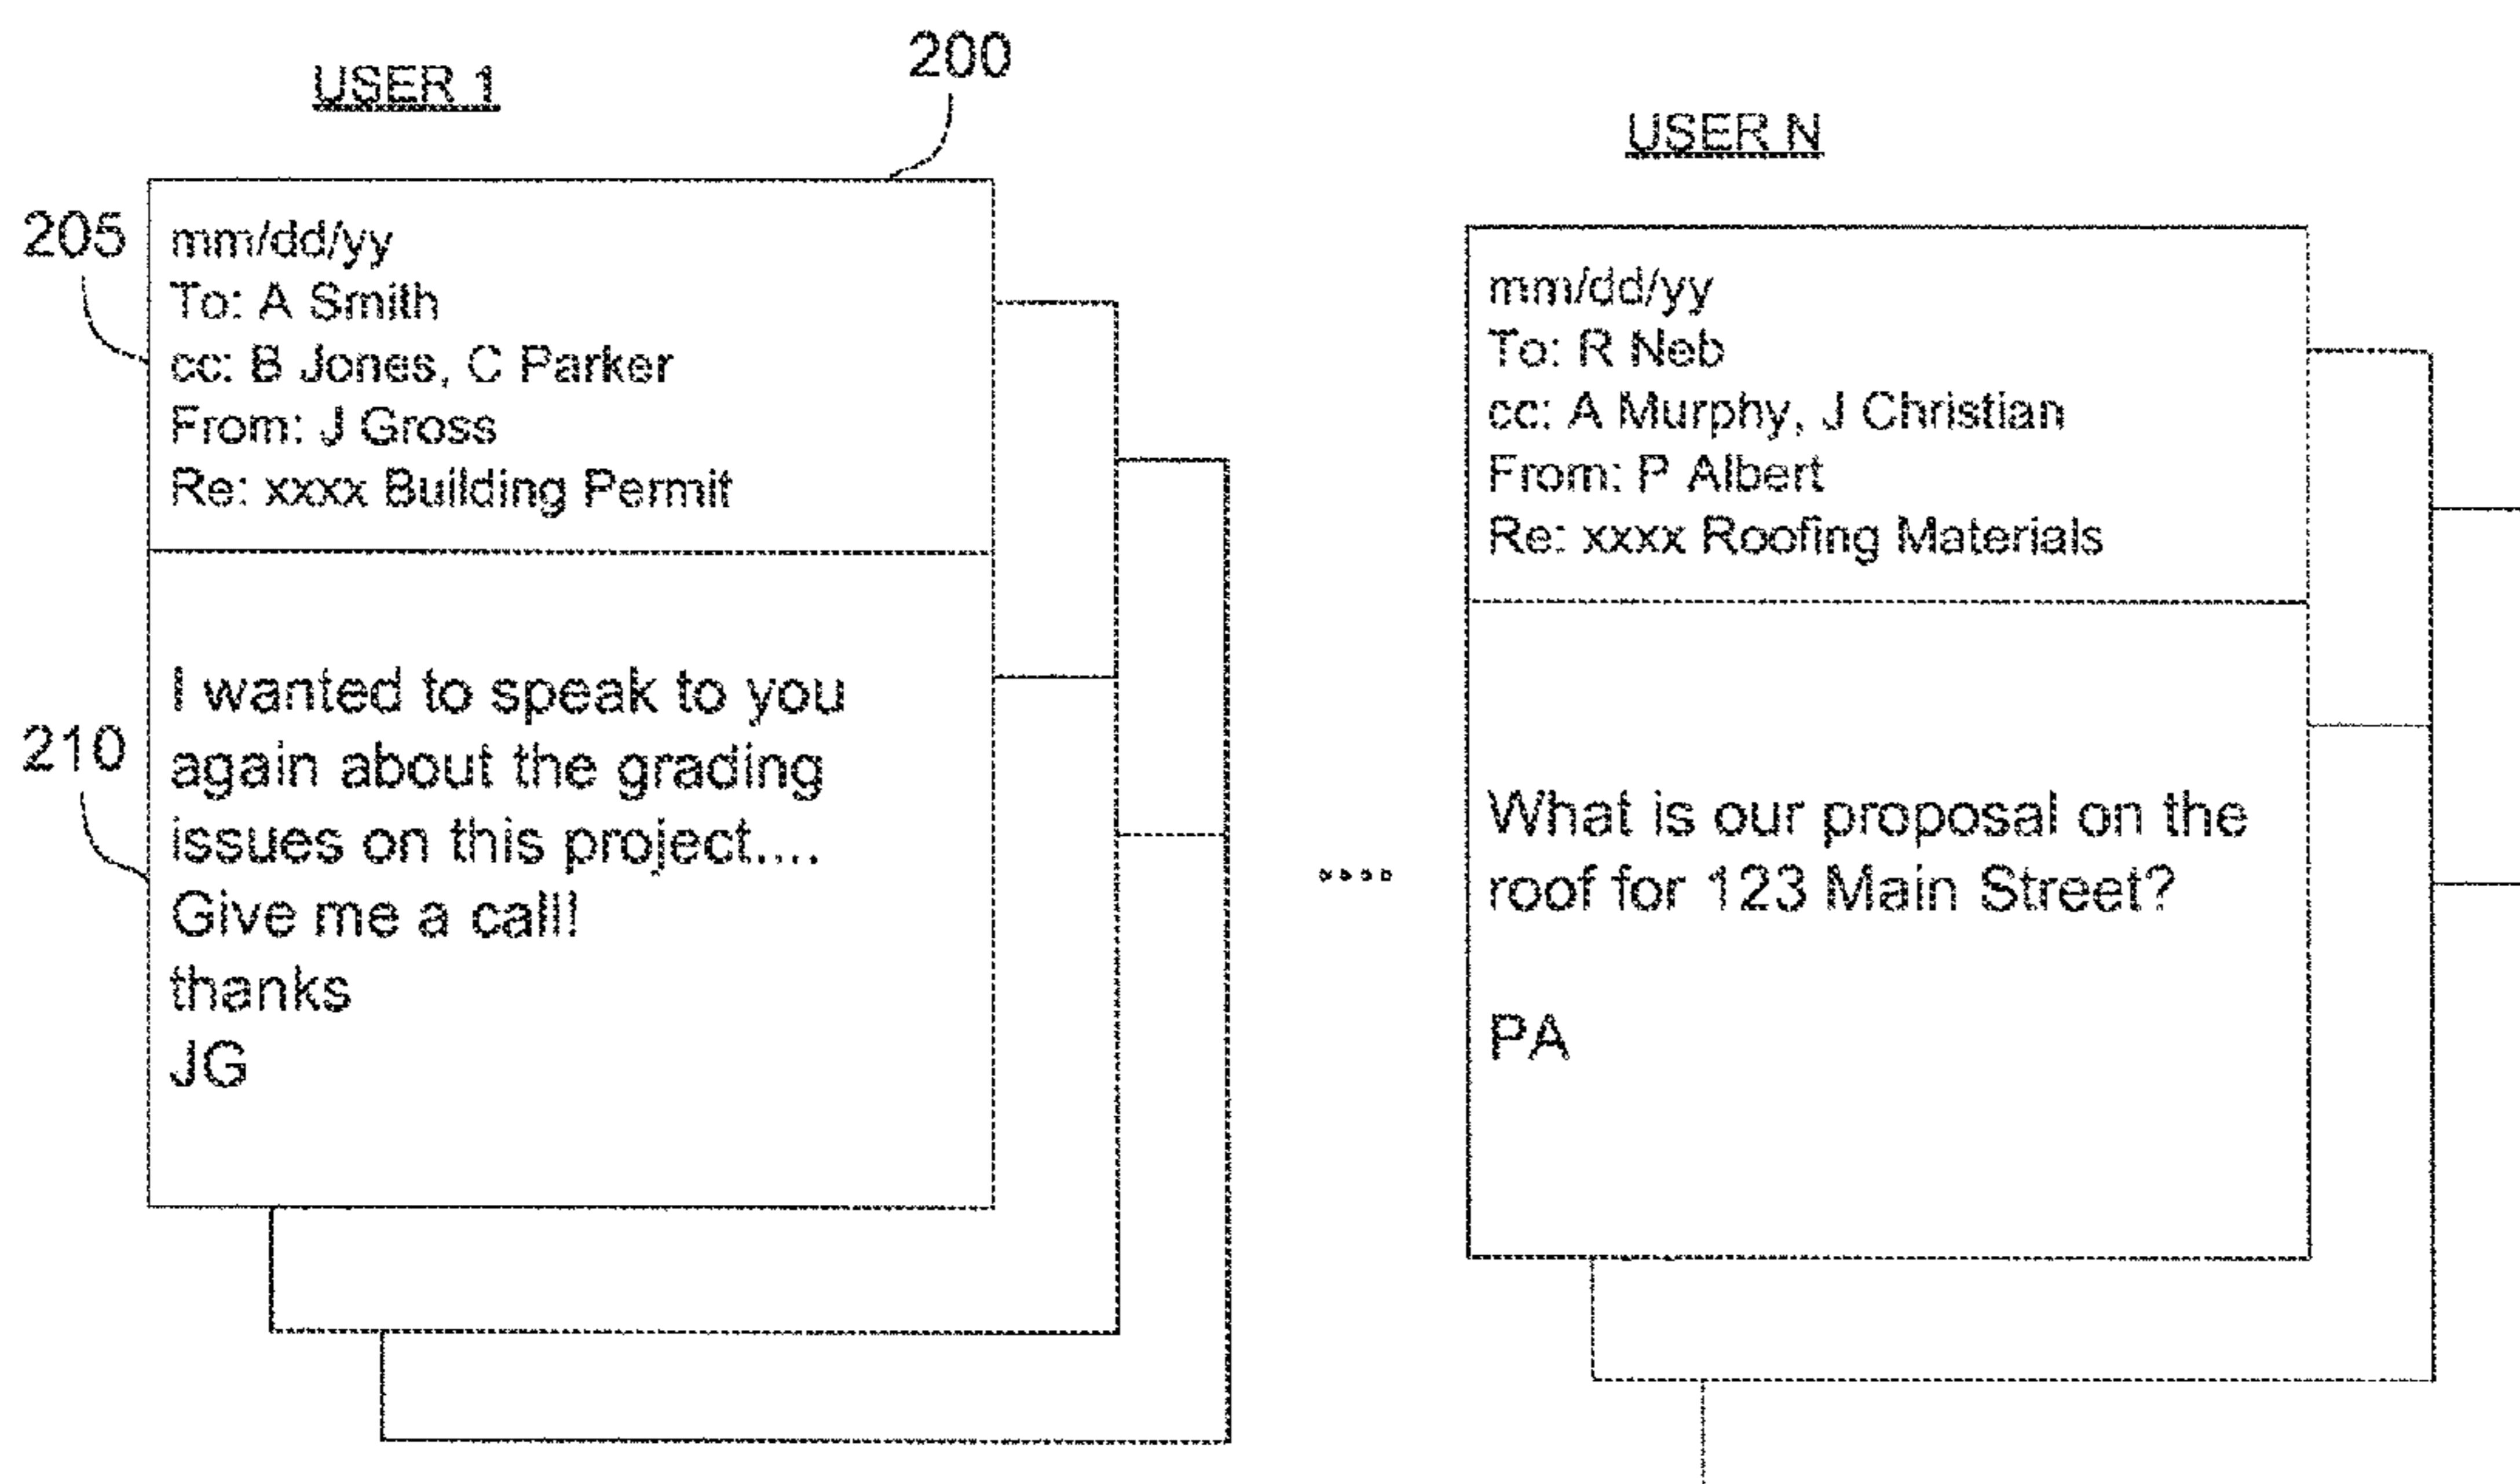 200
USER 1
205
mm/dd/yy
To: A Smith
cc: B Jones, C Parker
From: J Gross
Re: xxxx Building Permit
210
I wanted to speak to you
again about the grading
issues on this project....
Give me a call!
thanks
JG
....
USER N
mm/dd/yy
To: R Neb
cc: A Murphy, J Christian
From: P Albert
Re: xxxx Roofing Materials
What is our proposal on the
roof for 123 Main Street?
PA